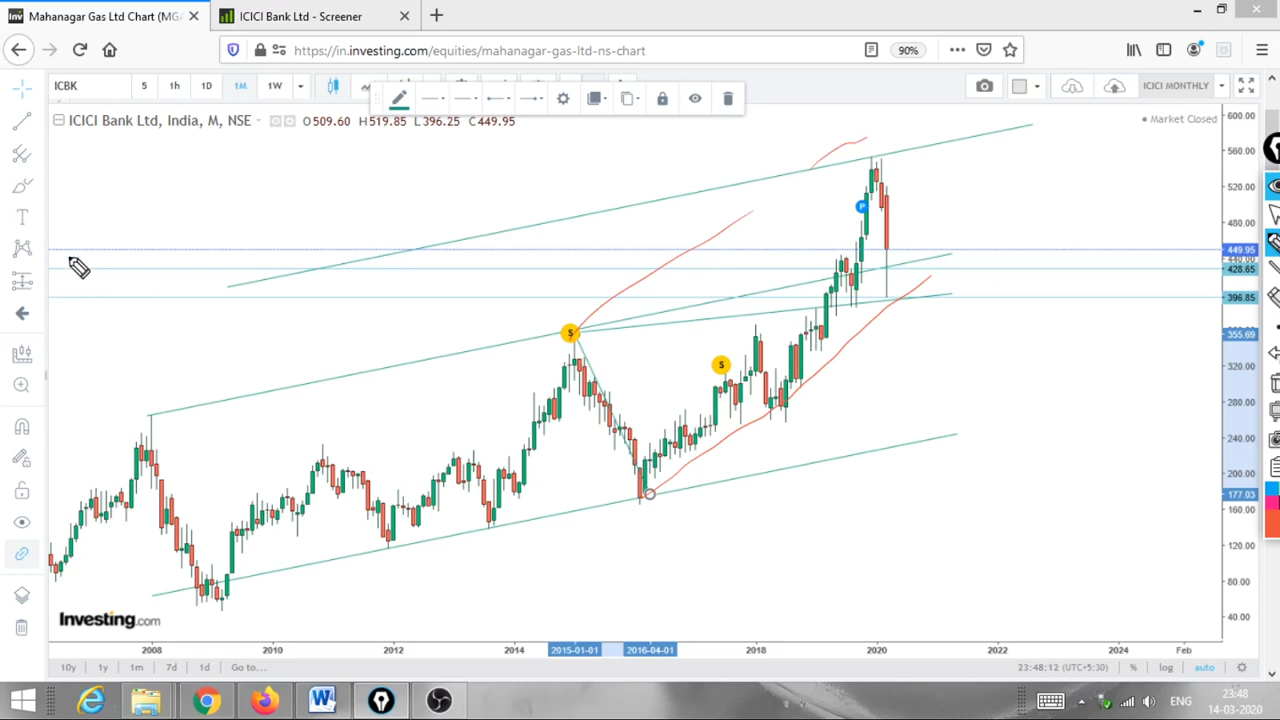 Mahanagar Gas Ltd Chart (MGA
ICICI Bank Ltd - Screener
https://in.investing.com/equities/mahanagar-gas-ltd-ns-chart
90%
ICBK 5 1h 1D 1M 1W
ICICI MONTHLY
ICICI Bank Ltd, India, M, NSE O509.60 H519.85 L396.25 C449.95
Market Closed
600.00
560.00
520.00
P
480.00
449.95
440.00
428.65
396.85
S
355.69
S
320.00
280.00
240.00
200.00
177.03
160.00
120.00
80.00
40.00
Investing.com
2008 2010 2012 2014 2015-01-01 2016-04-01 2018 2020 2022 2024 Feb
10y 1y 1m 7d 1d Go to... 23:48:12 (UTC+5:30) % log auto
ENG
23:48
14-03-2020